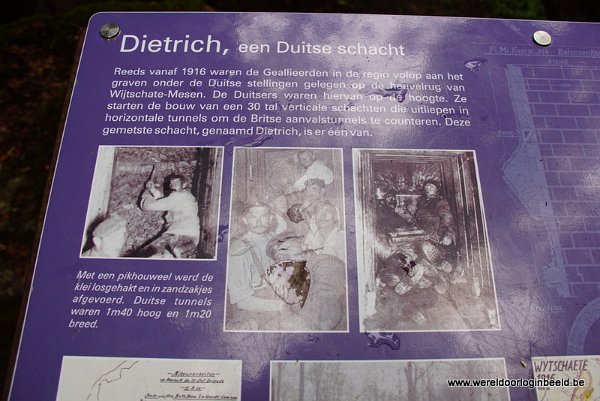 Dietrich, een Duitse schacht
Reeds vanaf 1916 waren de Geallieerden in de regio volop aan het
graven onder de Duitse stellingen gelegen op de heuvelrug van
Wijtschate-Mesen. De Duitsers waren hiervan op de hoogte. Ze
starten de bouw van een 30 tal verticale schachten die uitliepen in
horizontale tunnels om de Britse aanvalstunnels te counteren. Deze
gemetste schacht, genaamd Dietrich, is er één van.
Met een pikhouweel werd de
klei losgehakt en in zandzakjes
afgevoerd. Duitse tunnels
waren 1m40 hoog en 1m20
breed.
WYTSCHAETE
1916
www.wereldoorloginbeeld.be